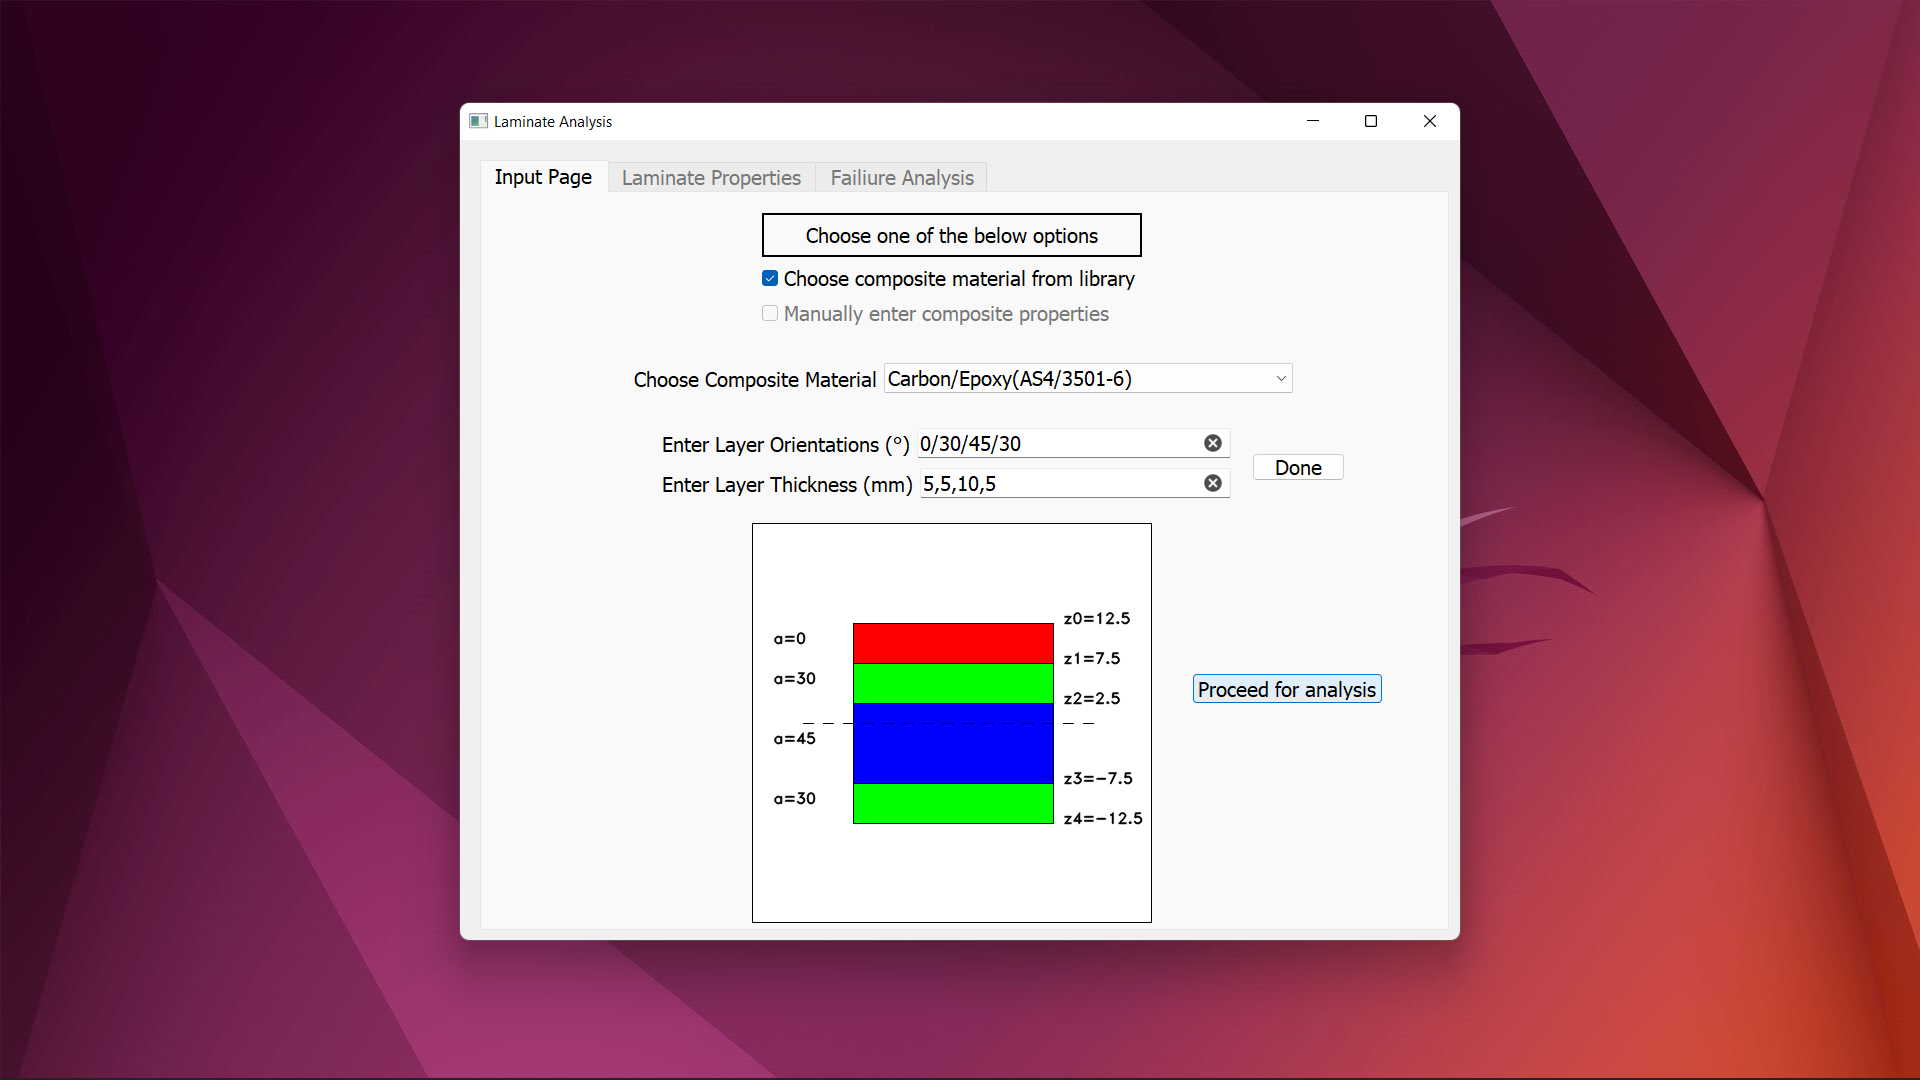 Laminate Analysis
Input Page
Laminate Properties
Failiure Analysis
Choose one of the below options
Choose composite material from library
Manually enter composite properties
Choose Composite Material
Carbon/Epoxy(AS4/3501-6)
Enter Layer Orientations (°)
0/30/45/30
Enter Layer Thickness (mm)
5,5,10,5
Done
z0=12.5
a=0
z1=7.5
a=30
z2=2.5
a=45
z3=-7.5
a=30
z4=-12.5
Proceed for analysis